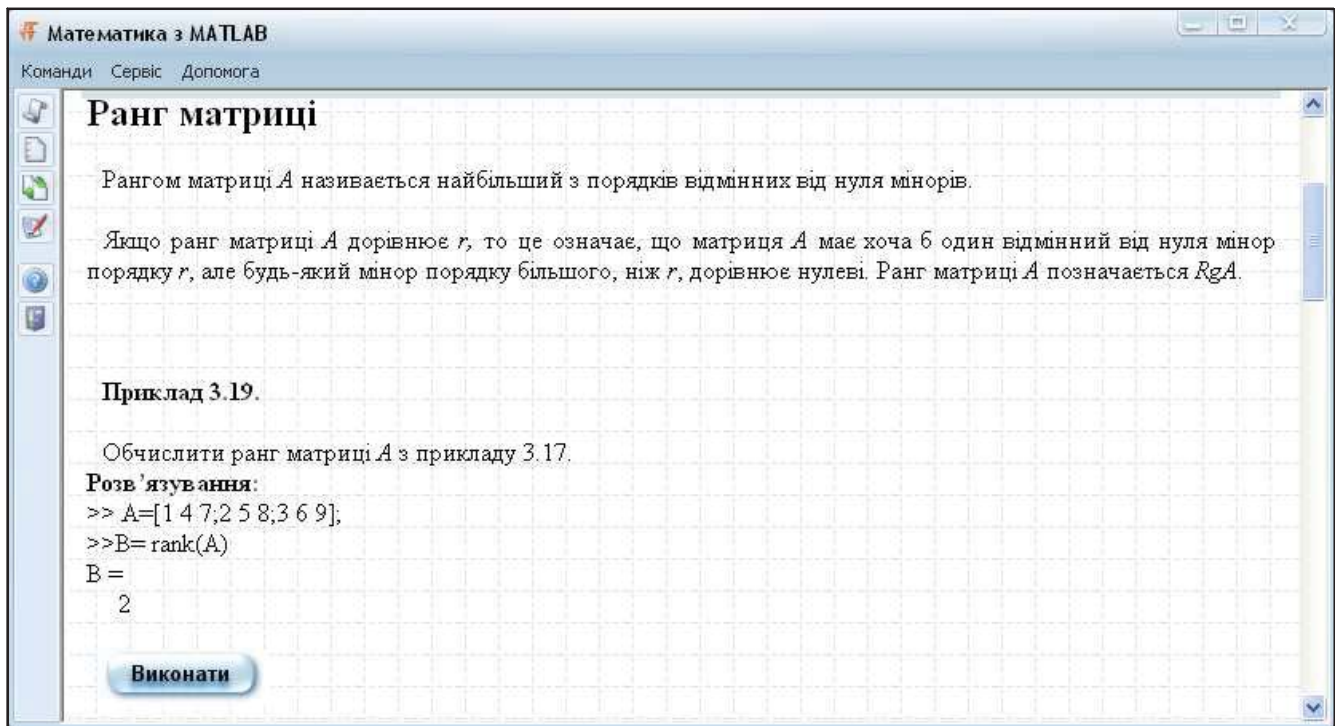 Математика з MATLAB
Команди Сервіс Допомога
Ранг матриці
Рангом матриці A називається найбільший з порядків відмінних від нуля мінорів.
Якщо ранг матриці A дорівнює r, то це означає, що матриця A має хоча б один відмінний від нуля мінор
порядку r, але будь-який мінор порядку більшого, ніж r, дорівнює нулеві. Ранг матриці A позначається RgA.
Приклад 3.19.
Обчислити ранг матриці A з прикладу 3.17.
Розв'язування:
>> A=[1 4 7;2 5 8;3 6 9];
>>B= rank(A)
B =
2
Виконати